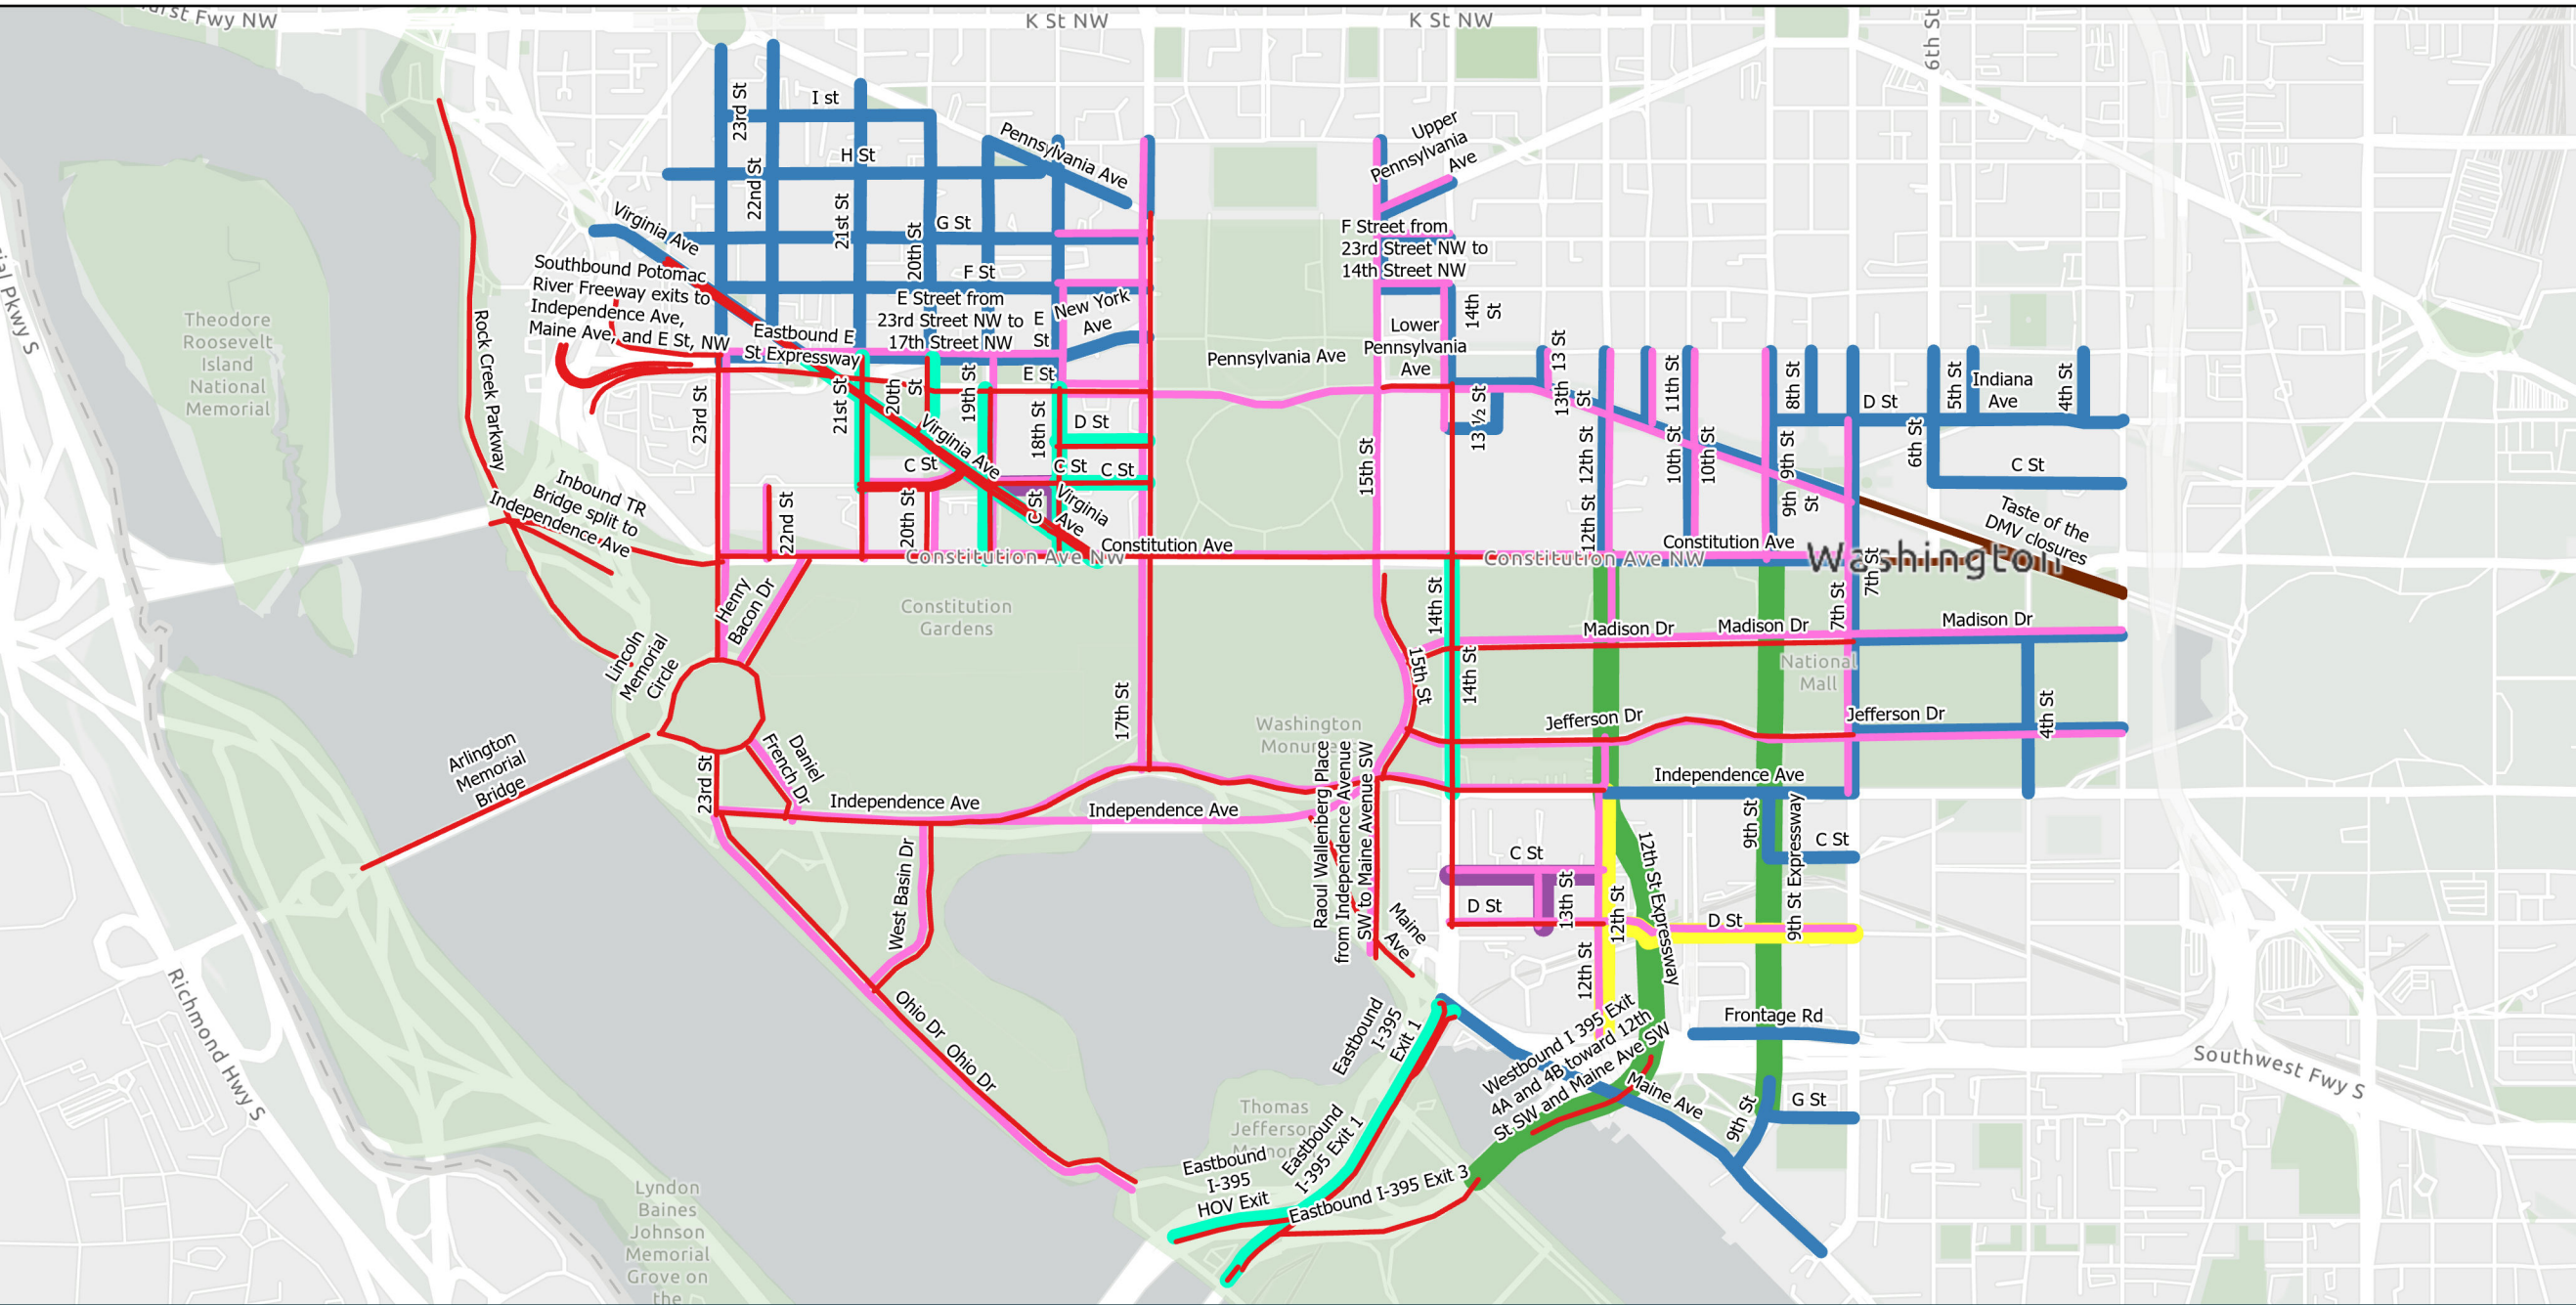 hurst Fwy NW
K St NW
K St NW
6th St
23rd St
I st
Pennsylvania Ave
Upper
Pennsylvania
Ave
H St
22nd St
21st St
Virginia Ave
G St
20th St
F Street from
23rd Street NW to
14th Street NW
Southbound Potomac
River Freeway exits to
Independence Ave,
Maine Ave, and E St, NW
F St
E Street from
23rd Street NW to
17th Street NW
E
St
New York
Ave
14th
St
Lower
Pennsylvania
Ave
Eastbound E
St Expressway
Pennsylvania Ave
13 St
Theodore
Roosevelt
Island
National
Memorial
Rock Creek Parkway
ial Pkwy S
23rd St
21st St
20th
St
19th St
E St
18th St
D St
13 ½ St
13th
St
11th St
8th St
D St
5th St
Indiana
Ave
4th St
Virginia Ave
C St
C St
C St
C St
Virginia
Ave
15th St
12th St
10th St
10th St
9th St
9th
St
6th St
C St
Inbound TR
Bridge split to
Independence Ave
22nd St
20th St
12th St
Taste of the
DMV closures
Constitution Ave
Constitution Ave NW
Constitution Ave NW
Constitution Ave
Washington
7th St
7th St
Henry
Bacon Dr
Constitution
Gardens
14th St
Madison Dr
Madison Dr
Madison Dr
Lincoln
Memorial
Circle
15th St
14th St
National
Mall
17th St
Washington
Monument
Jefferson Dr
Jefferson Dr
4th St
Arlington
Memorial
Bridge
23rd St
Daniel
French Dr
Independence Ave
Independence Ave
Independence Ave
Raoul Wallenberg Place
from Independence Avenue
SW to Maine Avenue SW
9th St
9th St Expressway
C St
West Basin Dr
C St
D St
13th St
12th St
12th St Expressway
D St
Maine
Ave
12th St
Richmond Hwy S
Ohio Dr
Ohio Dr
Eastbound
I-395
Exit 1
Westbound I 395 Exit
4A and 4B toward 12th
St SW and Maine Ave SW
Frontage Rd
Southwest Fwy S
Maine Ave
9th St
G St
Thomas
Jefferson
Memorial
Eastbound
I-395 Exit 1
Eastbound
I-395
HOV Exit
Eastbound I-395 Exit 3
Lyndon
Baines
Johnson
Memorial
Grove on
the